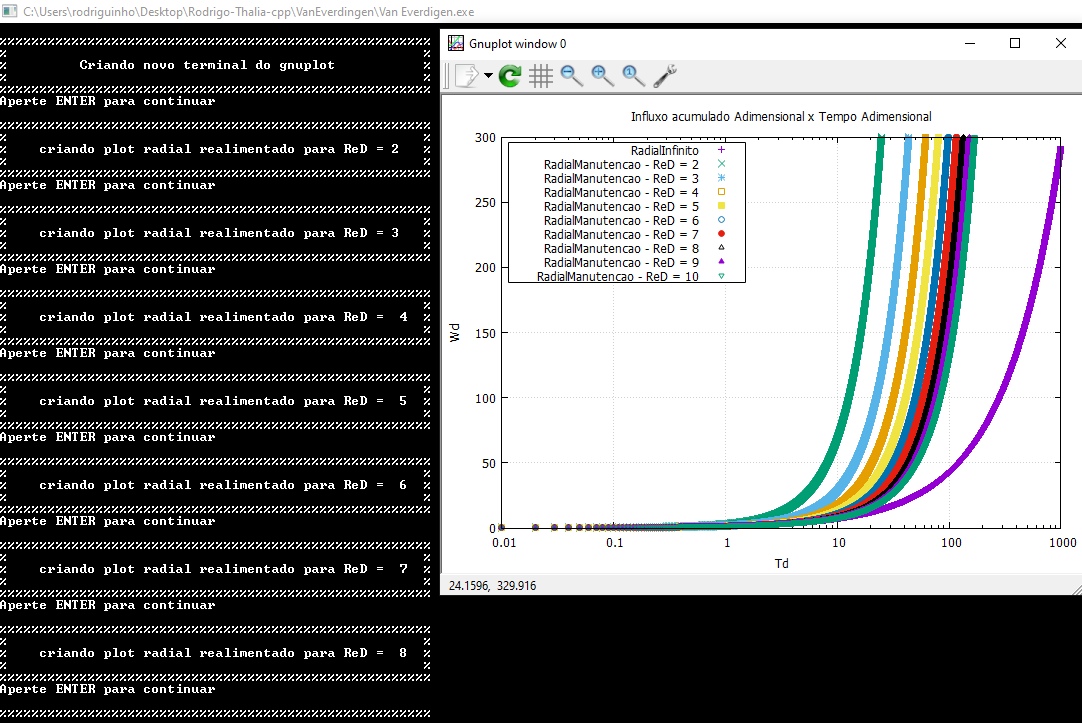 C:\Users\rodriguinho\Desktop\Rodrigo-Thalia-cpp\VanEverdingen\Van Everdigen.exe
%%%%%%%%%%%%%%%%%%%%%%%%%%%%%%%%%%%%%%%%%%%%%%%%%%%%%%
%
% Criando novo terminal do gnuplot %
%
%%%%%%%%%%%%%%%%%%%%%%%%%%%%%%%%%%%%%%%%%%%%%%%%%%%%%%
Aperte ENTER para continuar
%%%%%%%%%%%%%%%%%%%%%%%%%%%%%%%%%%%%%%%%%%%%%%%%%%%%%%
% %
% criando plot radial realimentado para ReD = 2 %
% %
%%%%%%%%%%%%%%%%%%%%%%%%%%%%%%%%%%%%%%%%%%%%%%%%%%%%%%
Aperte ENTER para continuar
%%%%%%%%%%%%%%%%%%%%%%%%%%%%%%%%%%%%%%%%%%%%%%%%%%%%%%
% %
% criando plot radial realimentado para ReD = 3 %
% %
%%%%%%%%%%%%%%%%%%%%%%%%%%%%%%%%%%%%%%%%%%%%%%%%%%%%%%
Aperte ENTER para continuar
%%%%%%%%%%%%%%%%%%%%%%%%%%%%%%%%%%%%%%%%%%%%%%%%%%%%%%
% %
% criando plot radial realimentado para ReD = 4 %
% %
%%%%%%%%%%%%%%%%%%%%%%%%%%%%%%%%%%%%%%%%%%%%%%%%%%%%%%
Aperte ENTER para continuar
%%%%%%%%%%%%%%%%%%%%%%%%%%%%%%%%%%%%%%%%%%%%%%%%%%%%%%
% %
% criando plot radial realimentado para ReD = 5 %
% %
%%%%%%%%%%%%%%%%%%%%%%%%%%%%%%%%%%%%%%%%%%%%%%%%%%%%%%
Aperte ENTER para continuar
%%%%%%%%%%%%%%%%%%%%%%%%%%%%%%%%%%%%%%%%%%%%%%%%%%%%%%
% %
% criando plot radial realimentado para ReD = 6 %
% %
%%%%%%%%%%%%%%%%%%%%%%%%%%%%%%%%%%%%%%%%%%%%%%%%%%%%%%
Aperte ENTER para continuar
%%%%%%%%%%%%%%%%%%%%%%%%%%%%%%%%%%%%%%%%%%%%%%%%%%%%%%
% %
% criando plot radial realimentado para ReD = 7 %
% %
%%%%%%%%%%%%%%%%%%%%%%%%%%%%%%%%%%%%%%%%%%%%%%%%%%%%%%
Aperte ENTER para continuar
%%%%%%%%%%%%%%%%%%%%%%%%%%%%%%%%%%%%%%%%%%%%%%%%%%%%%%
% %
% criando plot radial realimentado para ReD = 8 %
% %
%%%%%%%%%%%%%%%%%%%%%%%%%%%%%%%%%%%%%%%%%%%%%%%%%%%%%%
Aperte ENTER para continuar
%%%%%%%%%%%%%%%%%%%%%%%%%%%%%%%%%%%%%%%%%%%%%%%%%%%%%%
Gnuplot window 0
Influxo acumulado Adimensional x Tempo Adimensional
RadialInfinito
RadialManutencao - ReD = 2
RadialManutencao - ReD = 3
RadialManutencao - ReD = 4
RadialManutencao - ReD = 5
RadialManutencao - ReD = 6
RadialManutencao - ReD = 7
RadialManutencao - ReD = 8
RadialManutencao - ReD = 9
RadialManutencao - ReD = 10
300
250
200
150
100
50
0
Wd
0.01 0.1 1 10 100 1000
Td
24.1596, 329.916